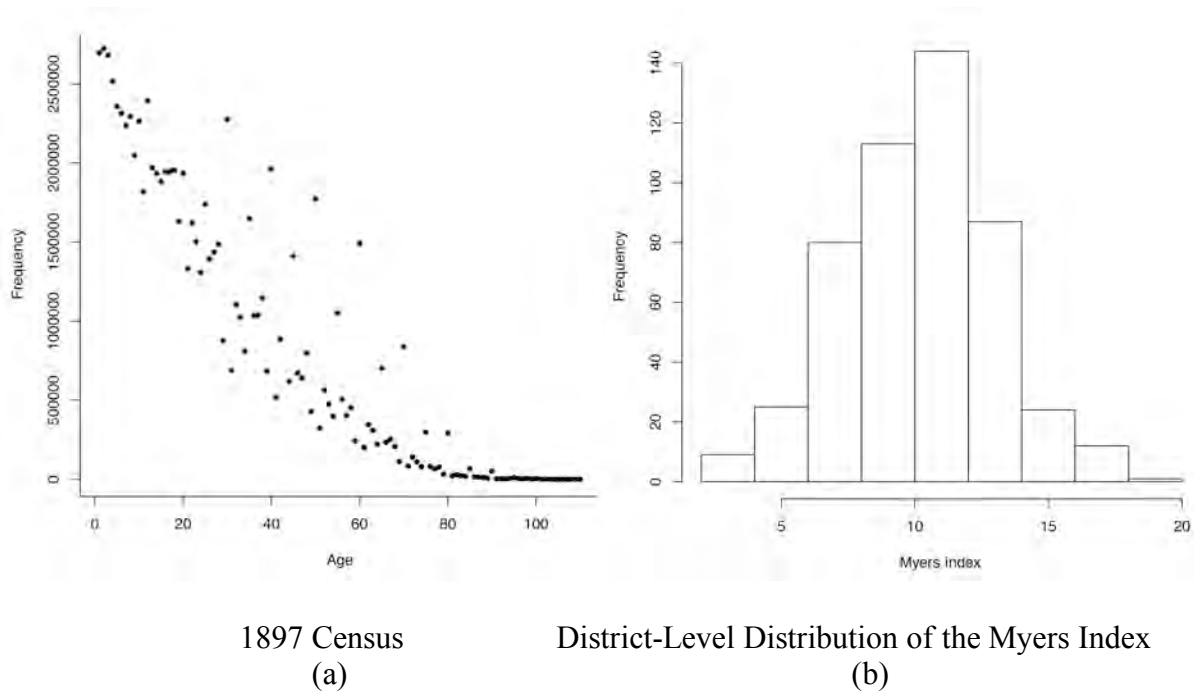 2500000
2000000
1500000
1000000
500000
0
Frequency
0 20 40 60 80 100
Age
140
120
100
80
60
40
20
0
Frequency
5 10 15 20
Myers index
1897 Census
(a)
District-Level Distribution of the Myers Index
(b)